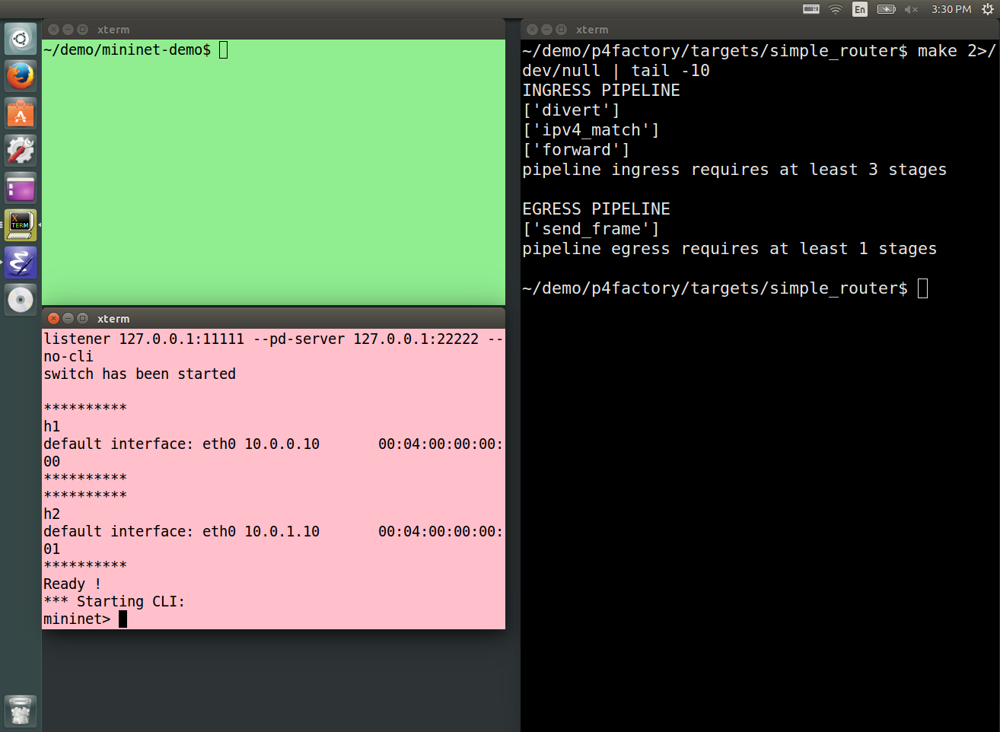 En
3:30 PM
xterm
~/demo/mininet-demo$
xterm
~/demo/p4factory/targets/simple_router$ make 2>/
dev/null | tail -10
INGRESS PIPELINE
['divert']
['ipv4_match']
['forward']
pipeline ingress requires at least 3 stages
EGRESS PIPELINE
['send_frame']
pipeline egress requires at least 1 stages
~/demo/p4factory/targets/simple_router$
X
TERM
A
xterm
listener 127.0.0.1:11111 --pd-server 127.0.0.1:22222 --
no-cli
switch has been started
**********
h1
default interface: eth0 10.0.0.10       00:04:00:00:00:
00
**********
**********
h2
default interface: eth0 10.0.1.10       00:04:00:00:00:
01
**********
Ready !
*** Starting CLI:
mininet>